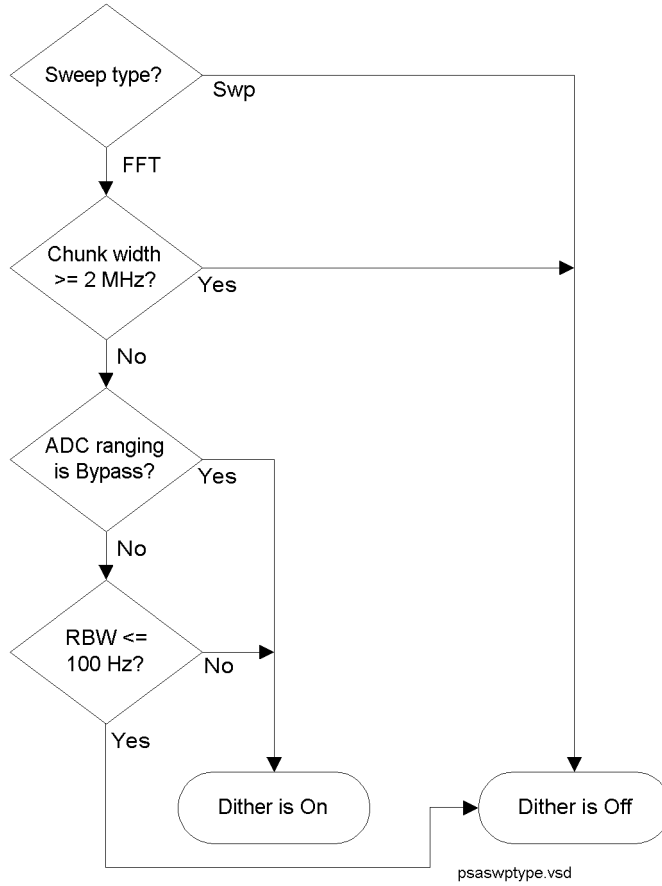 Sweep type?
Swp
FFT
Chunk width
>= 2 MHz?
Yes
No
ADC ranging
is Bypass?
Yes
No
RBW <=
100 Hz?
No
Yes
Dither is On
Dither is Off
psaswptype.vsd